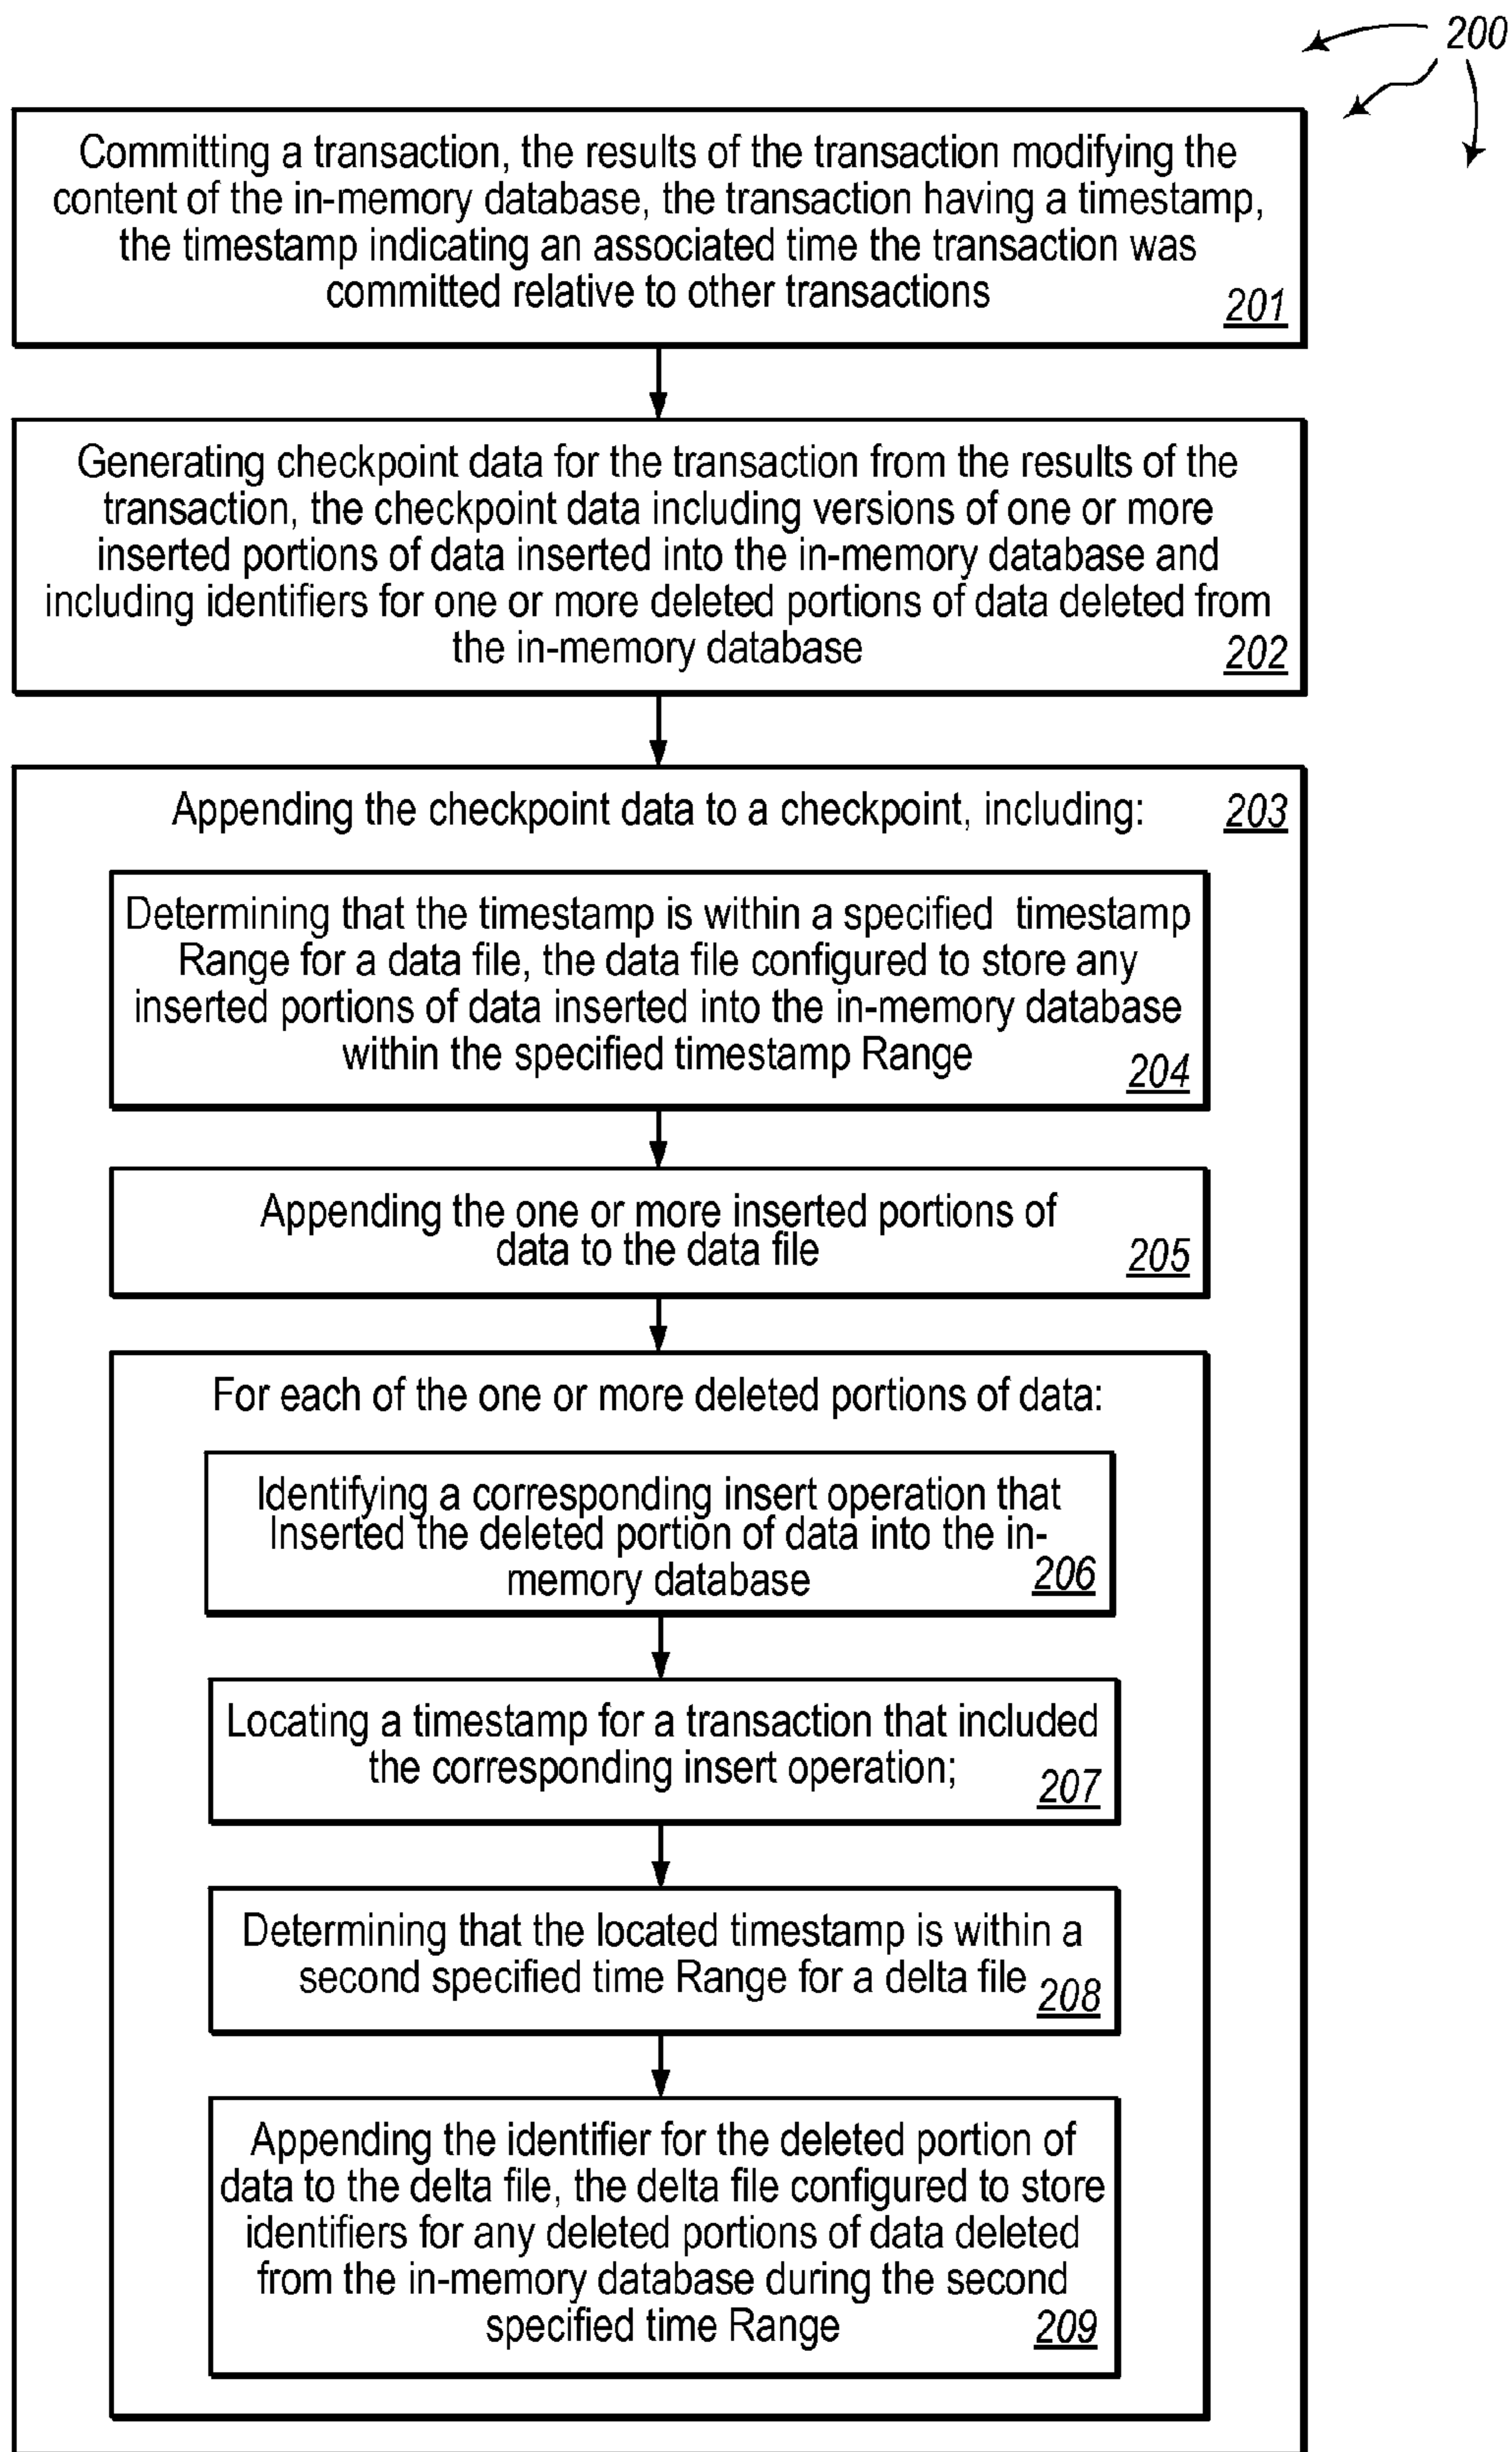 200
Committing a transaction, the results of the transaction modifying the
content of the in-memory database, the transaction having a timestamp,
the timestamp indicating an associated time the transaction was
committed relative to other transactions
201
Generating checkpoint data for the transaction from the results of the
transaction, the checkpoint data including versions of one or more
inserted portions of data inserted into the in-memory database and
including identifiers for one or more deleted portions of data deleted from
the in-memory database
202
Appending the checkpoint data to a checkpoint, including:
203
Determining that the timestamp is within a specified timestamp
Range for a data file, the data file configured to store any
inserted portions of data inserted into the in-memory database
within the specified timestamp Range
204
Appending the one or more inserted portions of
data to the data file
205
For each of the one or more deleted portions of data:
Identifying a corresponding insert operation that
Inserted the deleted portion of data into the in-
memory database
206
Locating a timestamp for a transaction that included
the corresponding insert operation;
207
Determining that the located timestamp is within a
second specified time Range for a delta file
208
Appending the identifier for the deleted portion of
data to the delta file, the delta file configured to store
identifiers for any deleted portions of data deleted
from the in-memory database during the second
specified time Range
209